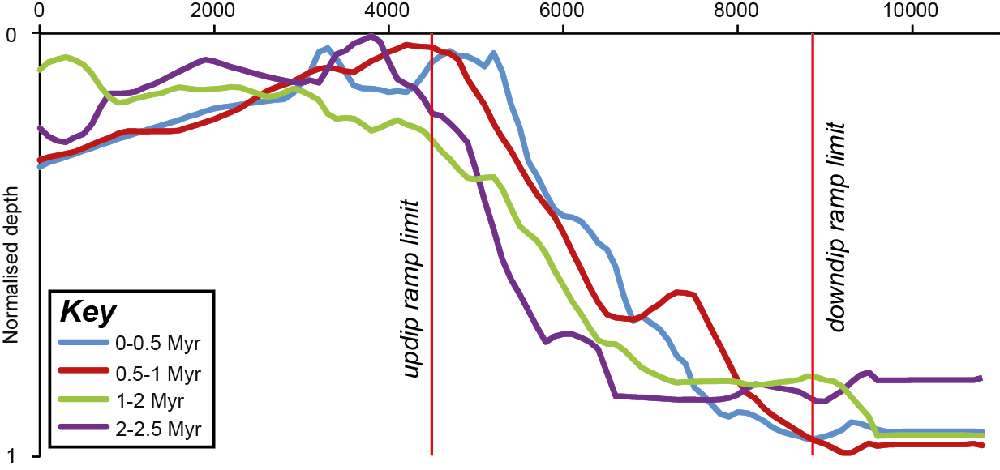 0 2000 4000 6000 8000 10000
0
Normalised depth
updip ramp limit
downdip ramp limit
Key
0-0.5 Myr
0.5-1 Myr
1-2 Myr
2-2.5 Myr
1